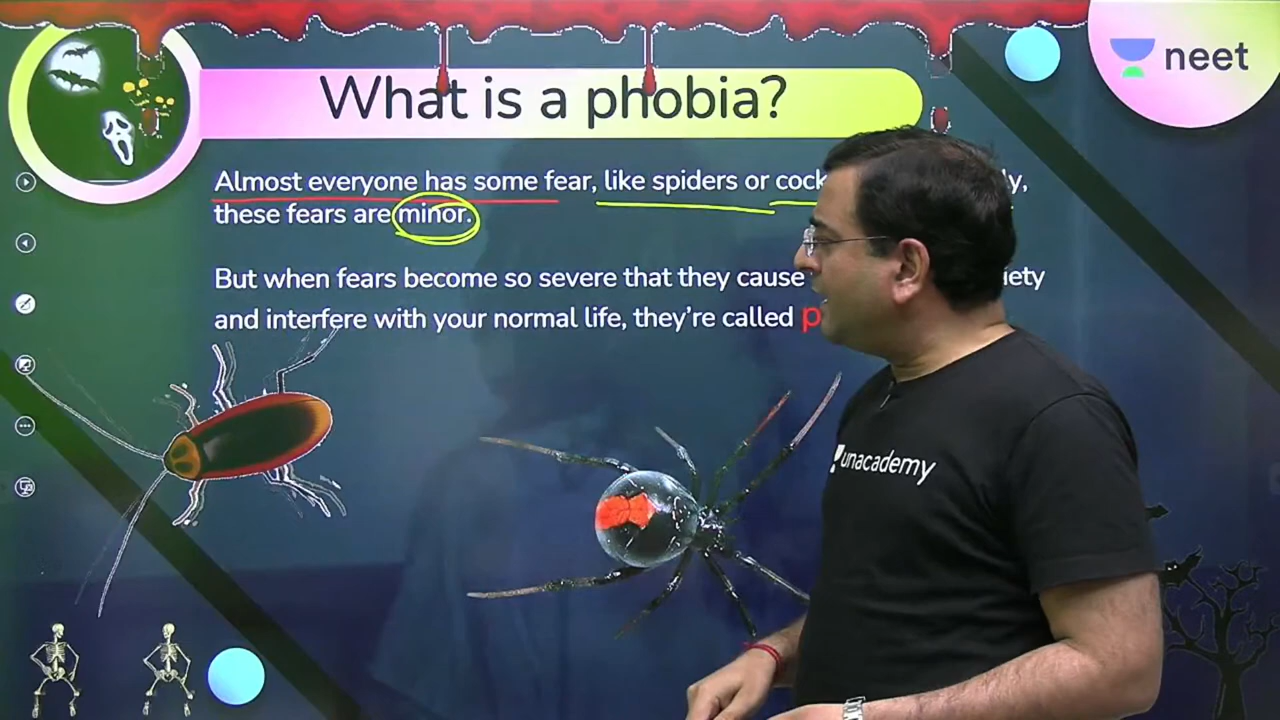 neet
What is a phobia?
Almost everyone has some fear, like spiders or
these fears are minor.
But when fears become so severe that they cause
and interfere with your normal life, they're called
unacademy